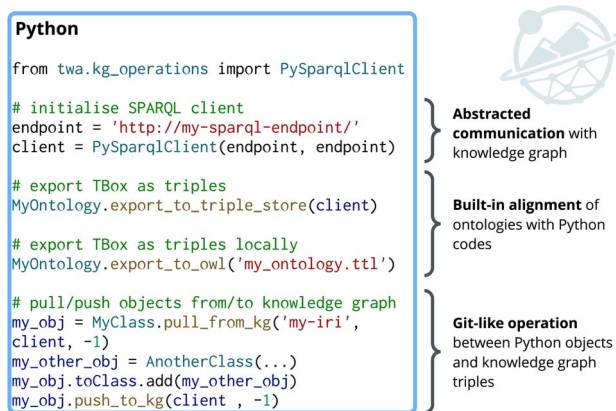 Python
from twa.kg_operations import PySparqlClient
# initialise SPARQL client
endpoint = 'http://my-sparql-endpoint/'
client = PySparqlClient(endpoint, endpoint)
# export TBox as triples
MyOntology.export_to_triple_store(client)
# export TBox as triples locally
MyOntology.export_to_owl('my_ontology.ttl')
# pull/push objects from/to knowledge graph
my_obj = MyClass.pull_from_kg('my-iri',
client, -1)
my_other_obj = AnotherClass(...)
my_obj.toClass.add(my_other_obj)
my_obj.push_to_kg(client , -1)
Abstracted
communication with
knowledge graph
Built-in alignment of
ontologies with Python
codes
Git-like operation
between Python objects
and knowledge graph
triples